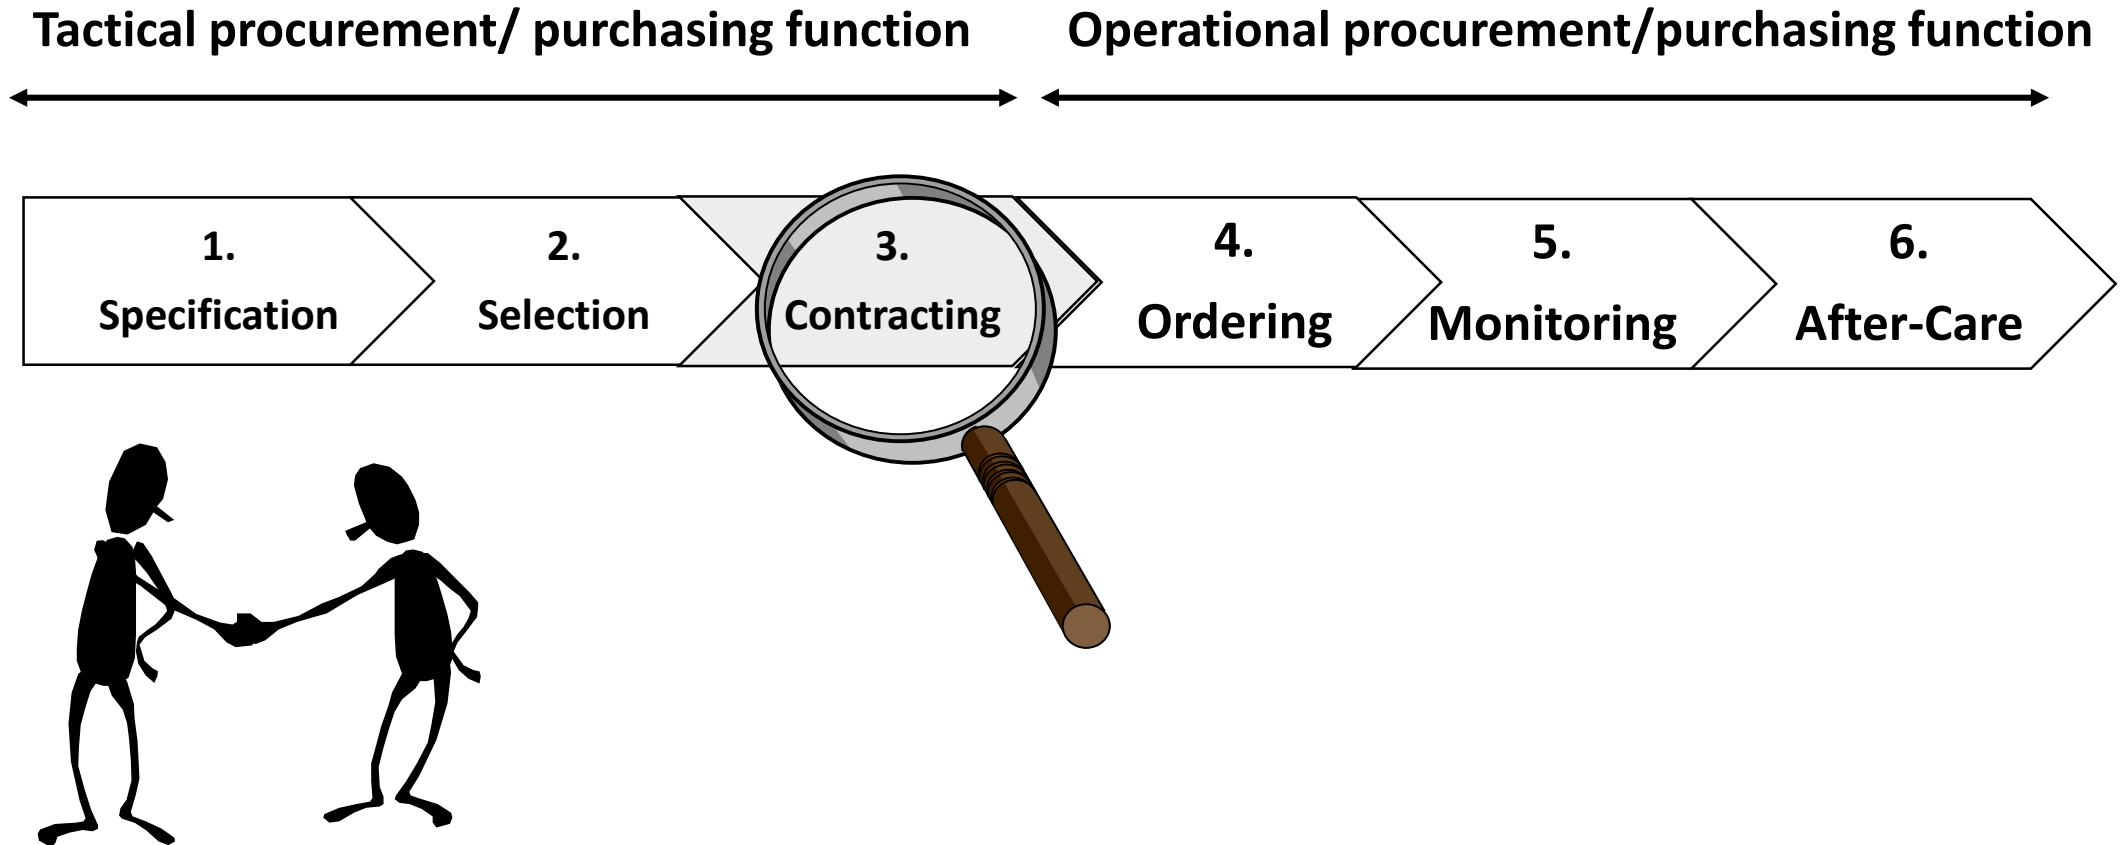 Tactical procurement/ purchasing function
Operational procurement/purchasing function
1.
Specification
2.
Selection
3.
Contracting
4.
Ordering
5.
Monitoring
6.
After-Care